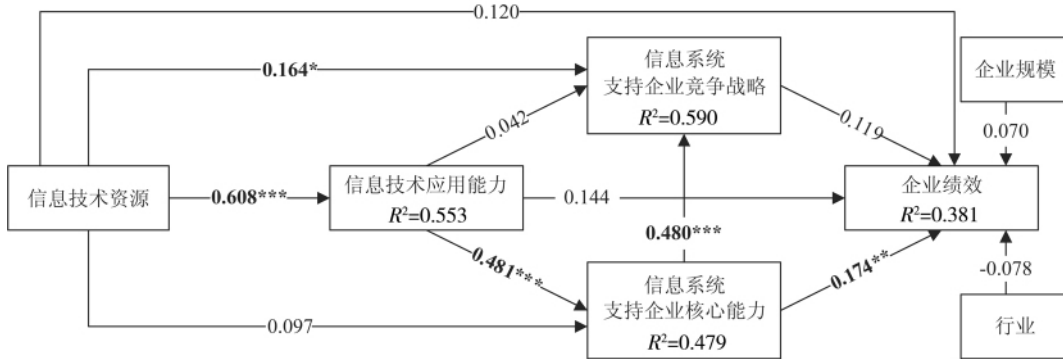 0.120
信息系统
支持企业竞争战略
R²=0.590
企业规模
0.164*
0.042
0.119
0.070
信息技术资源
0.608***
信息技术应用能力
R²=0.553
0.144
企业绩效
R²=0.381
0.480***
0.481***
0.174**
-0.078
信息系统
支持企业核心能力
R²=0.479
0.097
行业